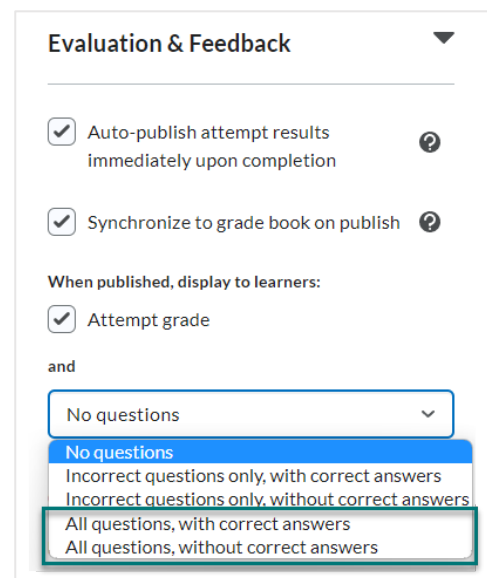 Evaluation & Feedback
Auto-publish attempt results
immediately upon completion
Synchronize to grade book on publish
When published, display to learners:
Attempt grade
and
No questions
No questions
Incorrect questions only, with correct answers
Incorrect questions only, without correct answers
All questions, with correct answers
All questions, without correct answers